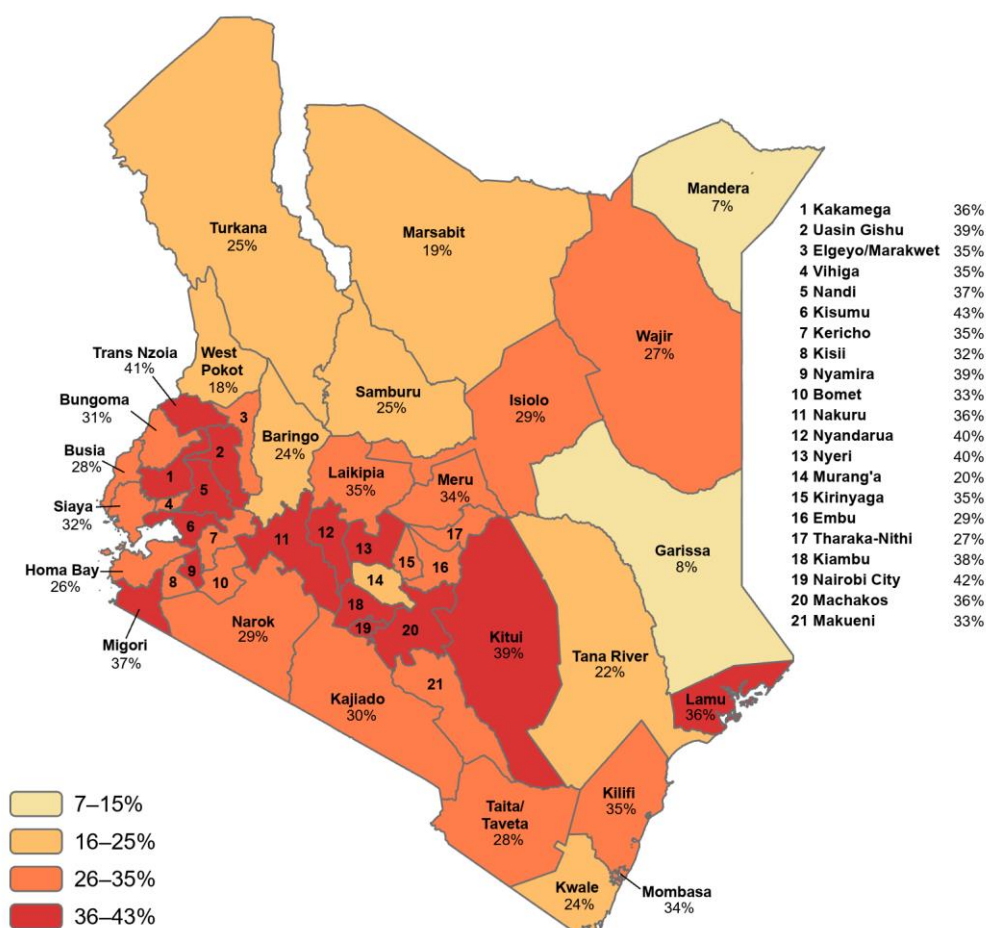 Mandera
7%
Turkana
25%
Marsabit
19%
Wajir
27%
Trans Nzoia
41%
West
Pokot
18%
Samburu
25%
Isiolo
29%
Bungoma
31%
3
Baringo
24%
2
Busia
28%
1
Laikipia
35%
Meru
34%
5
Siaya
32%
4
6
7
11
12
13
17
15
16
Garissa
8%
Homa Bay
26%
8
9
10
14
18
19
20
Migori
37%
Narok
29%
Kitui
39%
Tana River
22%
21
Kajiado
30%
Lamu
36%
Kilifi
35%
Taita/
Taveta
28%
Kwale
24%
Mombasa
34%
1 Kakamega 36%
2 Uasin Gishu 39%
3 Elgeyo/Marakwet 35%
4 Vihiga 35%
5 Nandi 37%
6 Kisumu 43%
7 Kericho 35%
8 Kisii 32%
9 Nyamira 39%
10 Bomet 33%
11 Nakuru 36%
12 Nyandarua 40%
13 Nyeri 40%
14 Murang'a 20%
15 Kirinyaga 35%
16 Embu 29%
17 Tharaka-Nithi 27%
18 Kiambu 38%
19 Nairobi City 42%
20 Machakos 36%
21 Makueni 33%
7–15%
16–25%
26–35%
36–43%